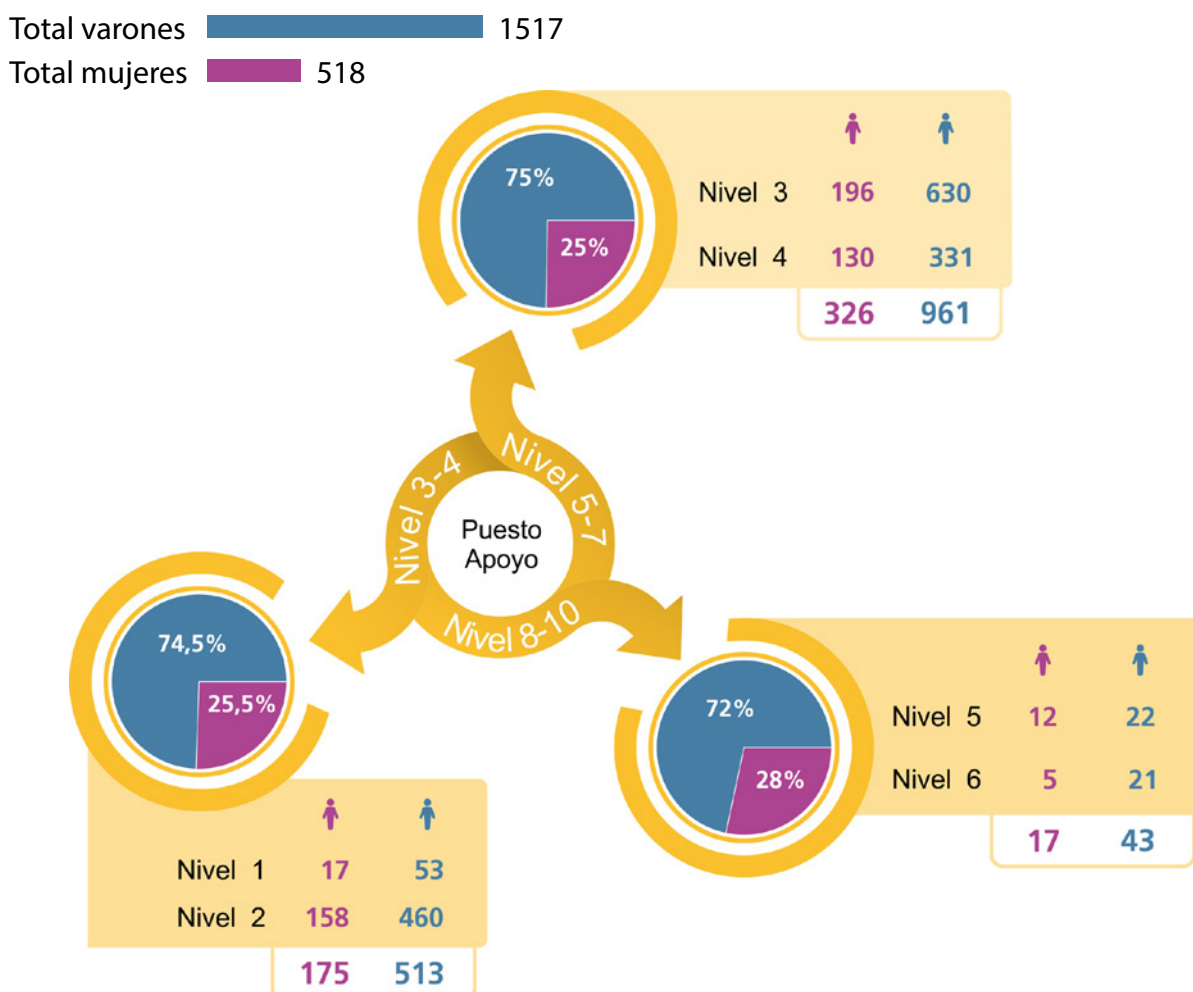 Total varones 1517
Total mujeres 518
75%
25%
Nivel 3 196 630
Nivel 4 130 331
326 961
Nivel 3-4
Nivel 5-7
Nivel 8-10
Puesto
Apoyo
74,5%
25,5%
Nivel 1 17 53
Nivel 2 158 460
175 513
72%
28%
Nivel 5 12 22
Nivel 6 5 21
17 43